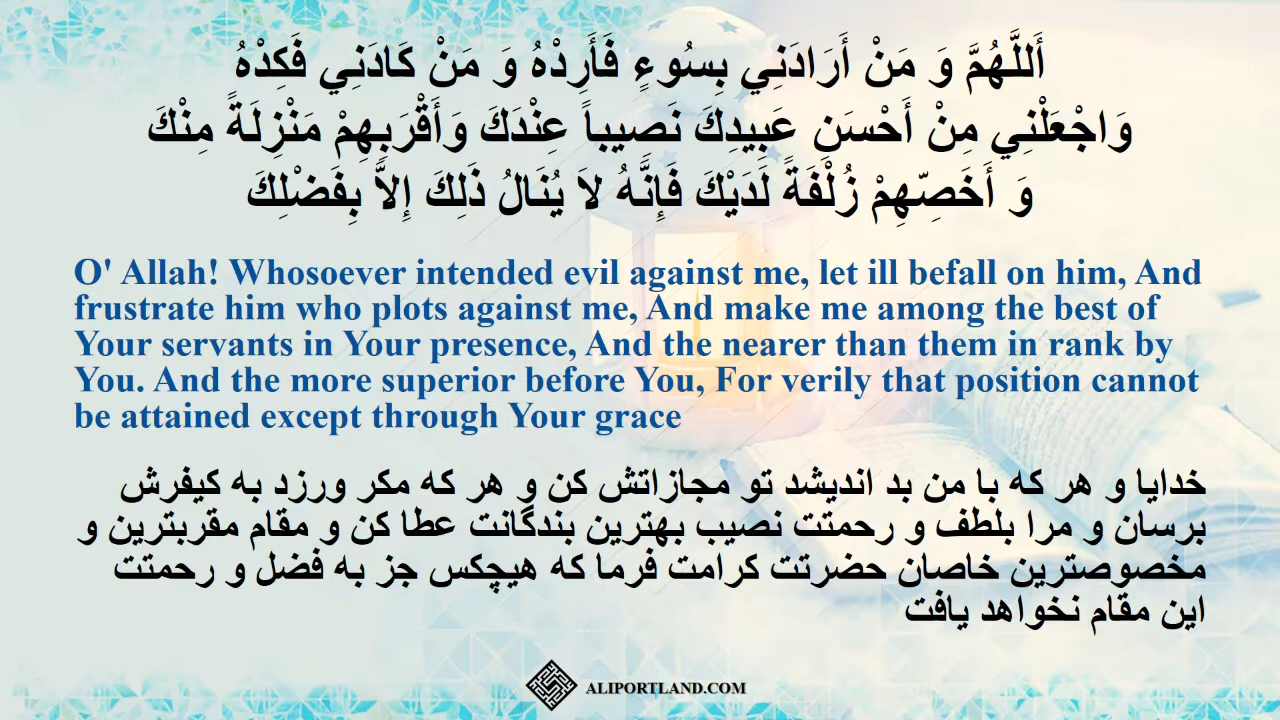 أَللَّهُمَّ وَ مَنْ أَرَادَنِي بِسُوءٍ فَأَرِدْهُ وَ مَنْ كَادَنِي فَكِدْهُ
وَاجْعَلْنِي مِنْ أَحْسَنِ عَبِيدِكَ نَصيباً عِنْدَكَ وَأَقْرَبِهِمْ مَنْزِلَةً مِنْكَ
وَ أَخَصِّهِمْ زُلْفَةً لَدَيْكَ فَإِنَّهُ لاَ يُنَالُ ذَلِكَ إِلاَّ بِفَضْلِكَ
O' Allah! Whosoever intended evil against me, let ill befall on him, And
frustrate him who plots against me, And make me among the best of
Your servants in Your presence, And the nearer than them in rank by
You. And the more superior before You, For verily that position cannot
be attained except through Your grace
خدایا و هر که با من بد اندیشد تو مجازاتش کن و هر که مکر ورزد به کیفرش
برسان و مرا بلطف و رحمتت نصیب بهترین بندگانت عطا کن و مقام مقربترین و
مخصوصترین خاصان حضرتت کرامت فرما که هیچکس جز به فضل و رحمتت
این مقام نخواهد یافت
ALIPORTLAND.COM